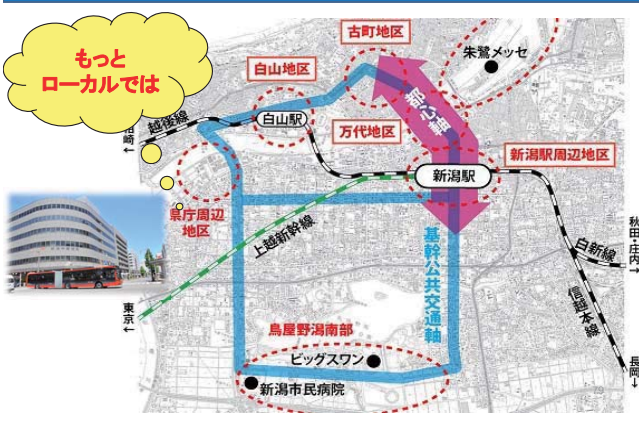 もっと
ローカルでは
古町地区
朱鷺メッセ
白山地区
都心軸
白山駅
万代地区
越後線
柏崎←
新潟駅
新潟駅周辺地区
県庁周辺
地区
上越新幹線
基幹公共交通軸
秋田・庄内→
白新線
信越本線
東京←
鳥屋野潟南部
ビッグスワン
新潟市民病院
長岡→